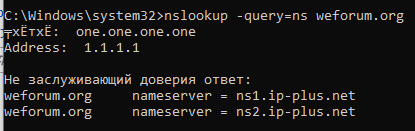 C:\Windows\system32>nslookup -query=ns weforum.org
╤хЁтхЁ:  one.one.one.one
Address:  1.1.1.1

Не заслуживающий доверия ответ:
weforum.org     nameserver = ns1.ip-plus.net
weforum.org     nameserver = ns2.ip-plus.net